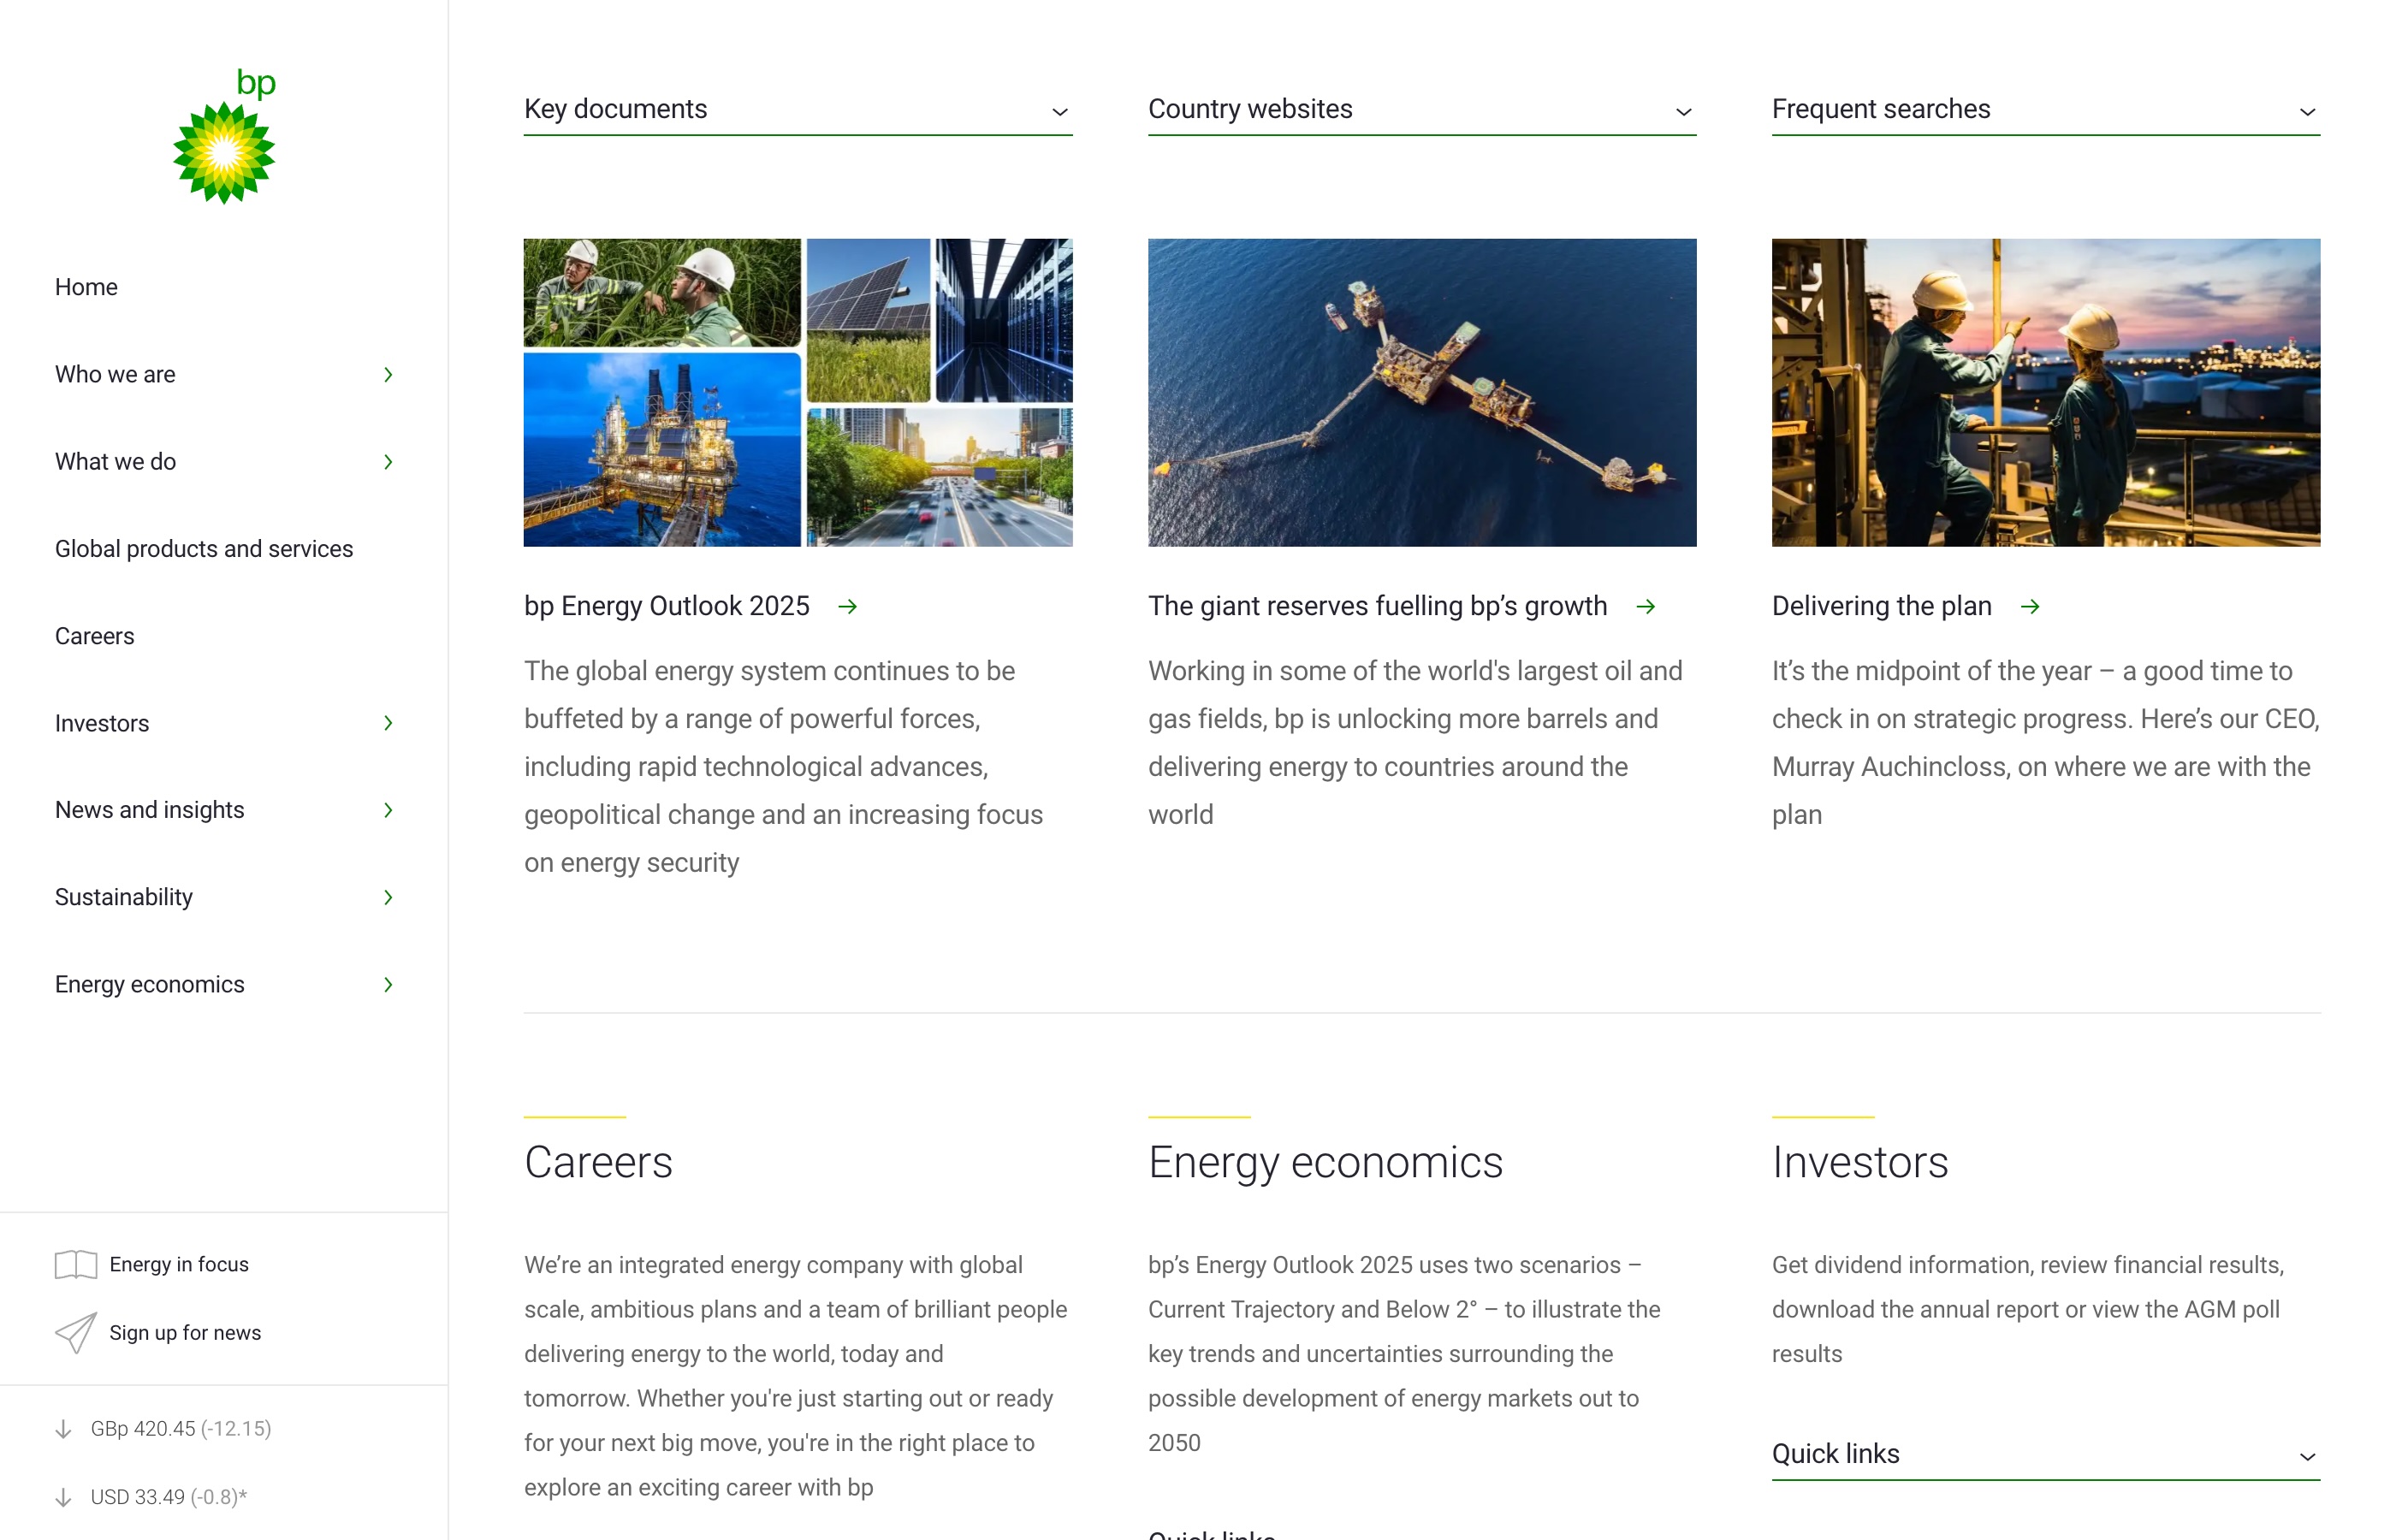 bp
Home
Who we are
What we do
Global products and services
Careers
Investors
News and insights
Sustainability
Energy economics
Energy in focus
Sign up for news
GBp 420.45 (-12.15)
USD 33.49 (-0.8)*
Key documents
Country websites
Frequent searches
bp Energy Outlook 2025
The global energy system continues to be
buffeted by a range of powerful forces,
including rapid technological advances,
geopolitical change and an increasing focus
on energy security
The giant reserves fuelling bp’s growth
Working in some of the world's largest oil and
gas fields, bp is unlocking more barrels and
delivering energy to countries around the
world
Delivering the plan
It’s the midpoint of the year – a good time to
check in on strategic progress. Here’s our CEO,
Murray Auchincloss, on where we are with the
plan
Careers
We’re an integrated energy company with global
scale, ambitious plans and a team of brilliant people
delivering energy to the world, today and
tomorrow. Whether you're just starting out or ready
for your next big move, you're in the right place to
explore an exciting career with bp
Energy economics
bp’s Energy Outlook 2025 uses two scenarios –
Current Trajectory and Below 2° – to illustrate the
key trends and uncertainties surrounding the
possible development of energy markets out to
2050
Quick links
Investors
Get dividend information, review financial results,
download the annual report or view the AGM poll
results
Quick links